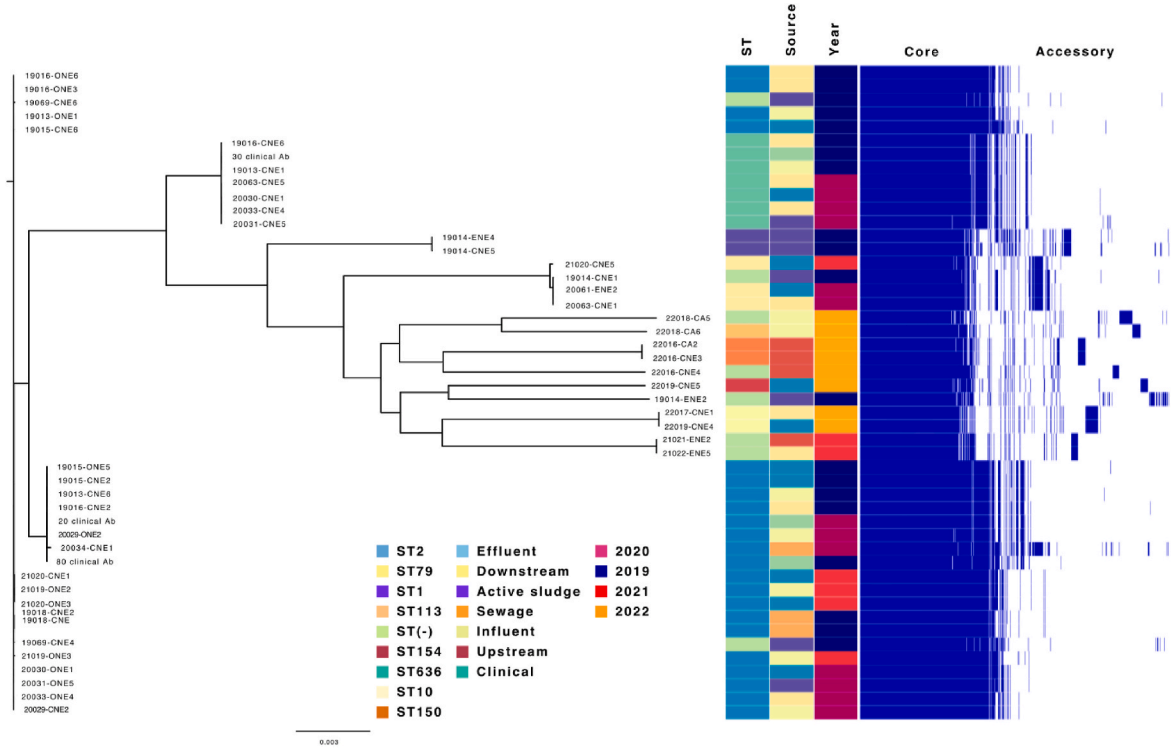 ST Source Year Core Accessory
19016-ONE6
19016-ONE3
19069-CNE6
19013-ONE1
19015-CNE6
19016-CNE6
30 clinical Ab
19013-CNE1
20063-CNE5
20030-CNE1
20033-CNE4
20031-CNE5
19014-ENE4
19014-CNE5
21020-CNE5
19014-CNE1
20061-ENE2
20063-CNE1
22018-CA5
22018-CA6
22016-CA2
22016-CNE3
22016-CNE4
22019-CNE5
19014-ENE2
22017-CNE1
22019-CNE4
21021-ENE2
21022-ENE5
19015-ONE5
19015-CNE2
19013-CNE6
19016-CNE2
20 clinical Ab
20029-ONE2
20034-CNE1
80 clinical Ab
21020-CNE1
21019-ONE2
21020-CNE3
19018-CNE2
19018-CNE
19069-CNE4
21019-ONE3
20030-ONE1
20031-ONE5
20033-ONE4
20029-CNE2
ST2 Effluent 2020
ST79 Downstream 2019
ST1 Active sludge 2021
ST113 Sewage 2022
ST(-) Influent
ST154 Upstream
ST636 Clinical
ST10
ST150
0.003